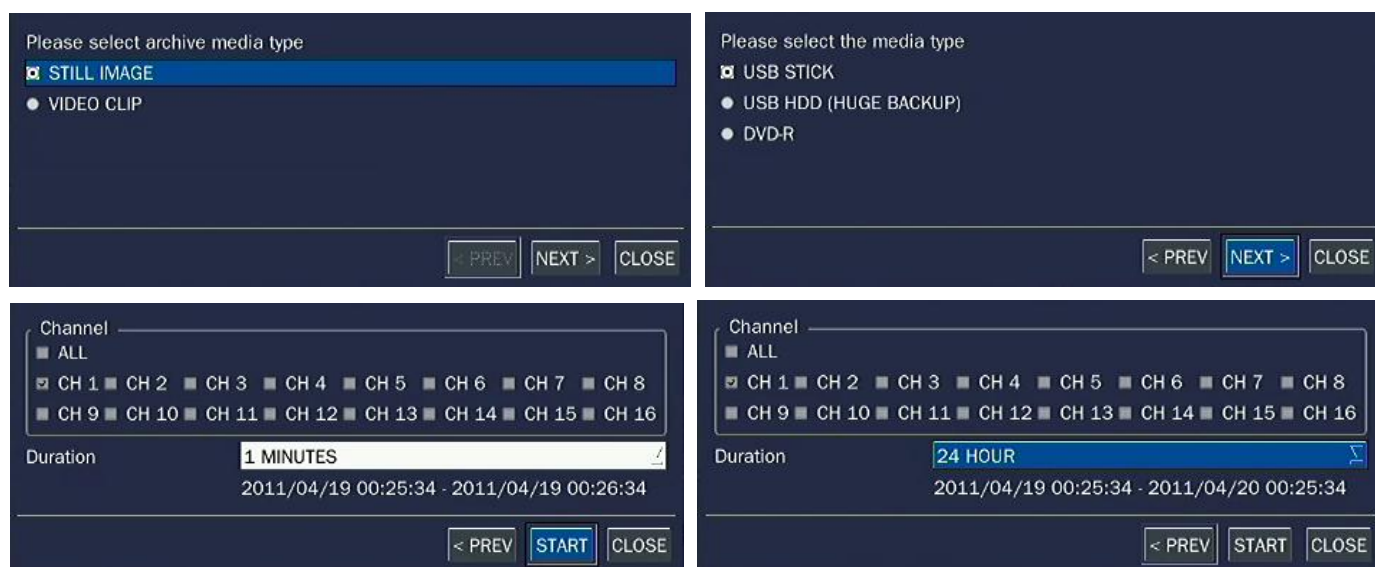 Please select archive media type
STILL IMAGE
VIDEO CLIP
< PREV NEXT > CLOSE
Please select the media type
USB STICK
USB HDD (HUGE BACKUP)
DVD-R
< PREV NEXT > CLOSE
Channel
ALL
CH 1 CH 2 CH 3 CH 4 CH 5 CH 6 CH 7 CH 8
CH 9 CH 10 CH 11 CH 12 CH 13 CH 14 CH 15 CH 16
Duration 1 MINUTES
2011/04/19 00:25:34 - 2011/04/19 00:26:34
< PREV START CLOSE
Channel
ALL
CH 1 CH 2 CH 3 CH 4 CH 5 CH 6 CH 7 CH 8
CH 9 CH 10 CH 11 CH 12 CH 13 CH 14 CH 15 CH 16
Duration 24 HOUR
2011/04/19 00:25:34 - 2011/04/20 00:25:34
< PREV START CLOSE